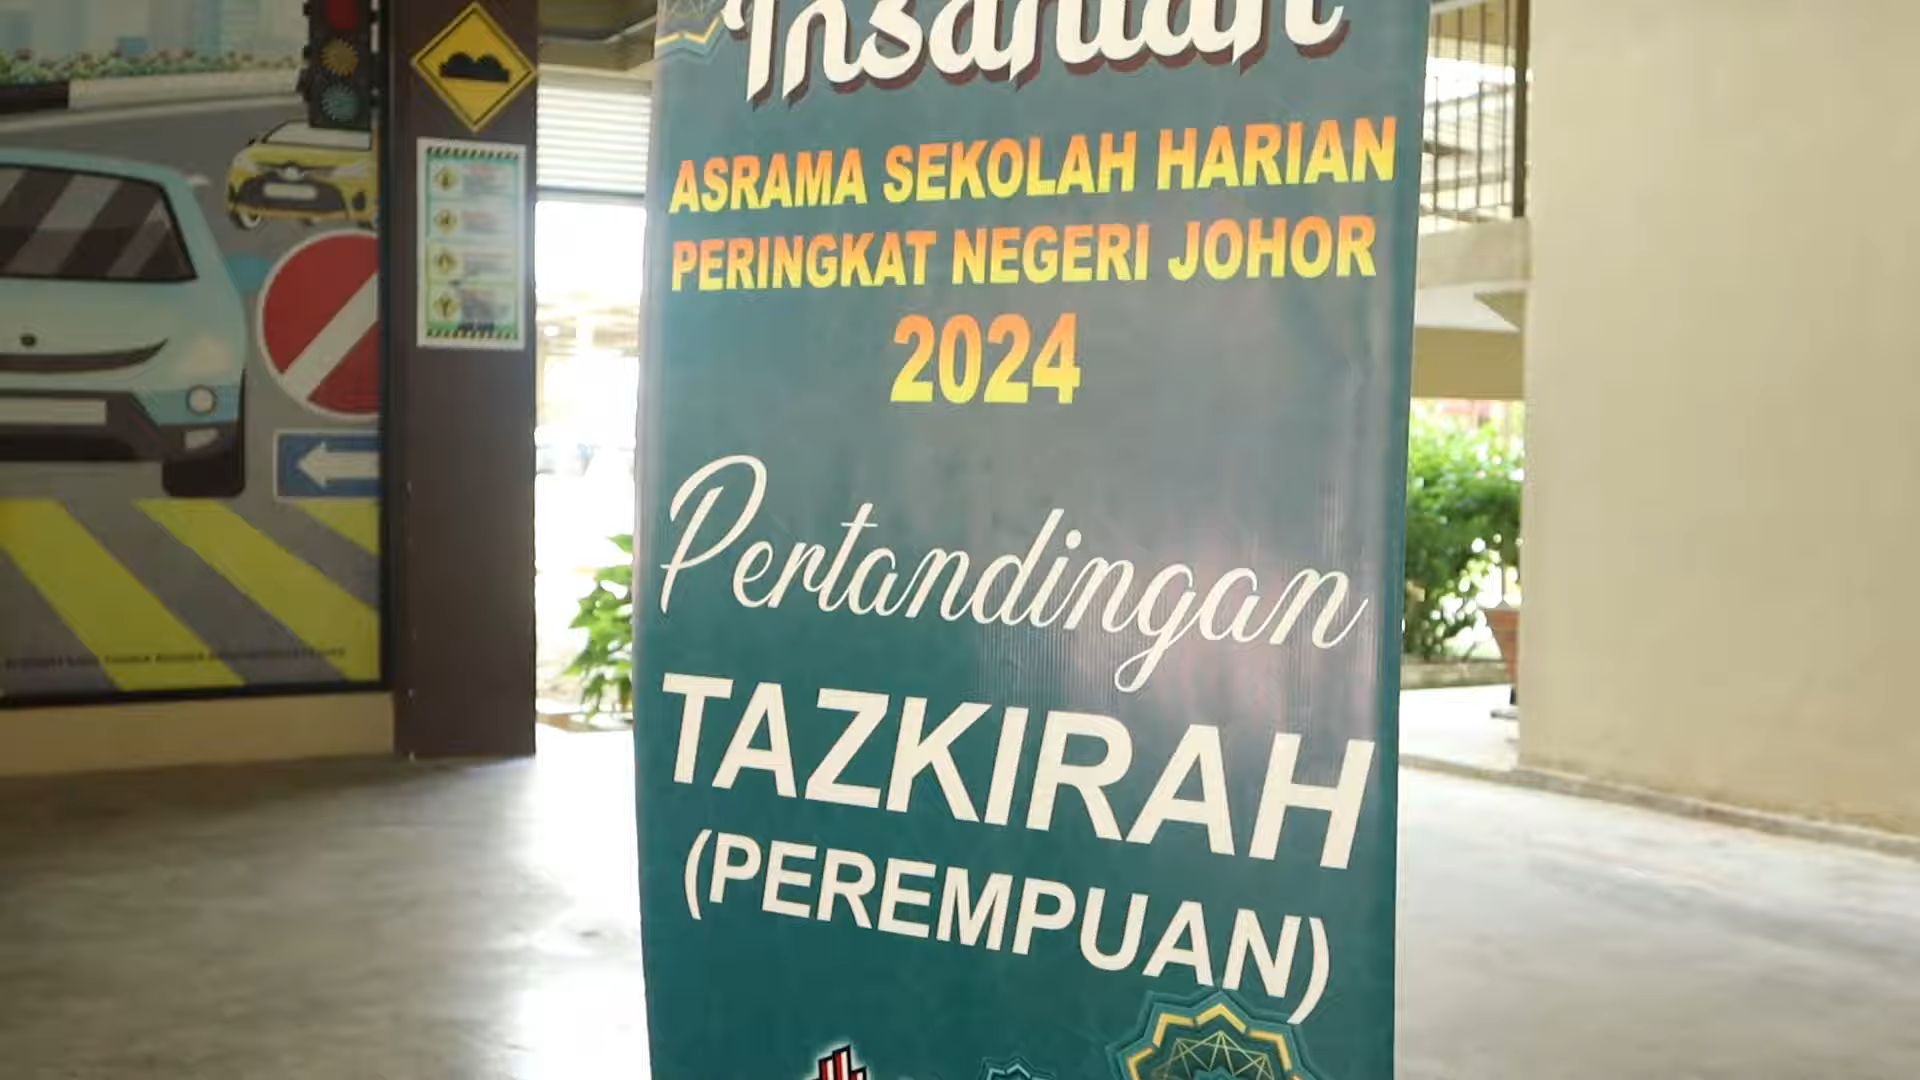 Insaniah
ASRAMA SEKOLAH HARIAN
PERINGKAT NEGERI JOHOR
2024
Pertandingan
TAZKIRAH
(PEREMPUAN)